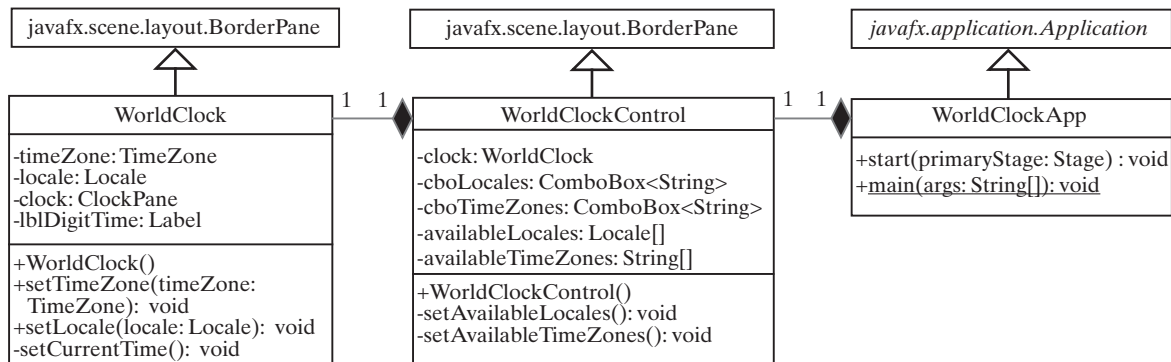 javafx.scene.layout.BorderPane
WorldClock
-timeZone: TimeZone
-locale: Locale
-clock: ClockPane
-lblDigitTime: Label
+WorldClock()
+setTimeZone(timeZone:
TimeZone): void
+setLocale(locale: Locale): void
-setCurrentTime(): void
1
1
javafx.scene.layout.BorderPane
WorldClockControl
-clock: WorldClock
-cboLocales: ComboBox<String>
-cboTimeZones: ComboBox<String>
-availableLocales: Locale[]
-availableTimeZones: String[]
+WorldClockControl()
-setAvailableLocales(): void
-setAvailableTimeZones(): void
1
1
javafx.application.Application
WorldClockApp
+start(primaryStage: Stage) : void
+main(args: String[]): void